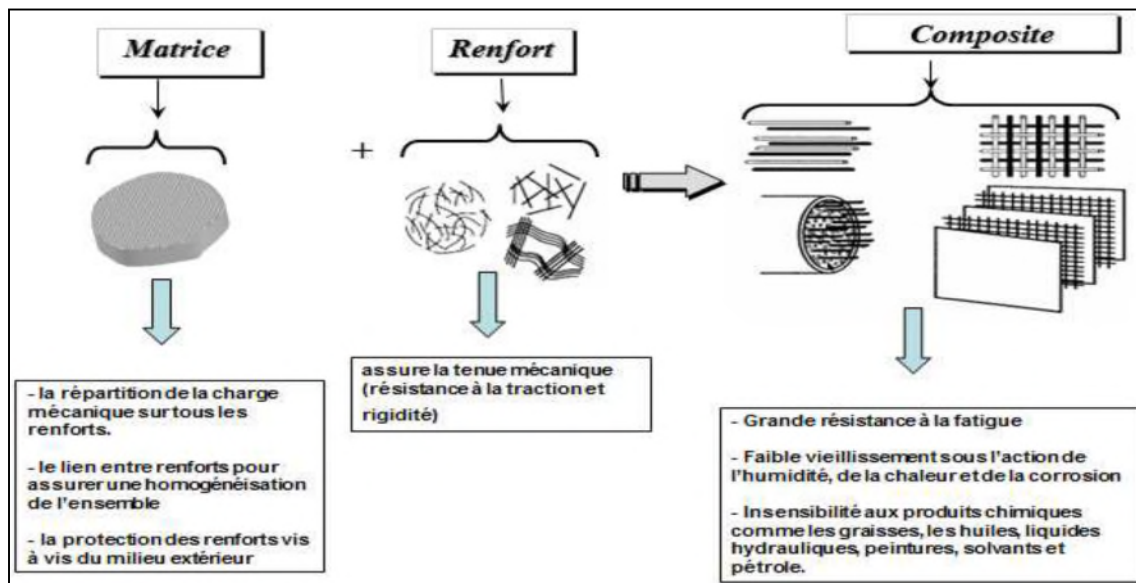 Matrice
Renfort
Composite
+
- la répartition de la charge
mécanique sur tous les
renforts.
- le lien entre renforts pour
assurer une homogénéisation
de l'ensemble
- la protection des renforts vis
à vis du milieu extérieur
assure la tenue mécanique
(résistance à la traction et
rigidité)
- Grande résistance à la fatigue
- Faible vieillissement sous l'action de
l'humidité, de la chaleur et de la corrosion
- Insensibilité aux produits chimiques
comme les graisses, les huiles, liquides
hydrauliques, peintures, solvants et
pétrole.